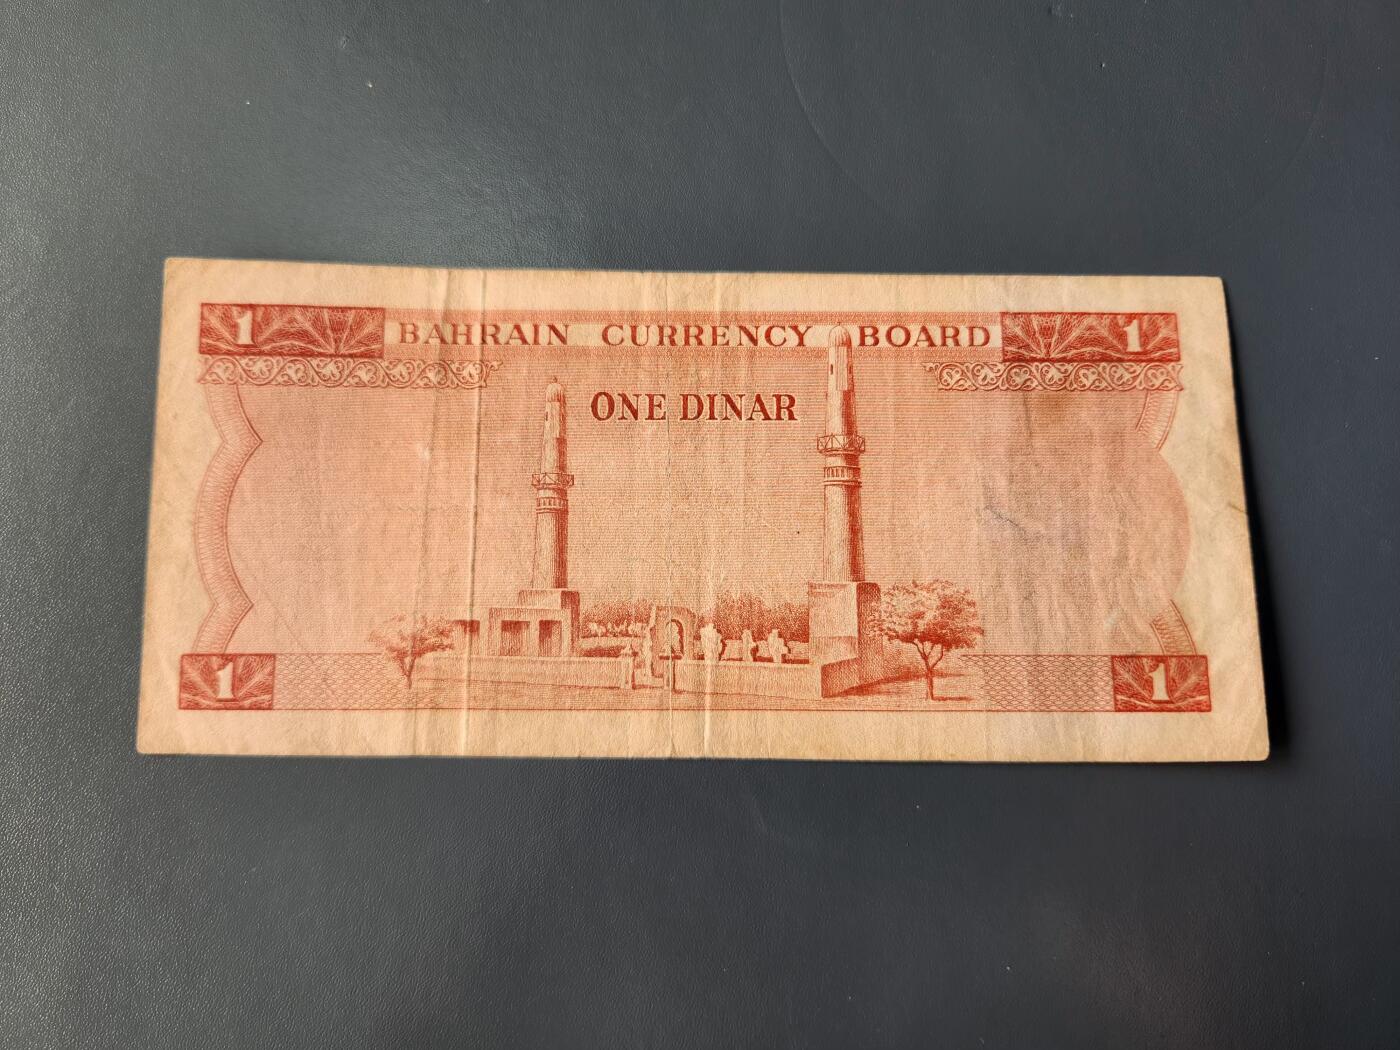 1 BAHRAIN CURRENCY BOARD 1
ONE DINAR
1 1